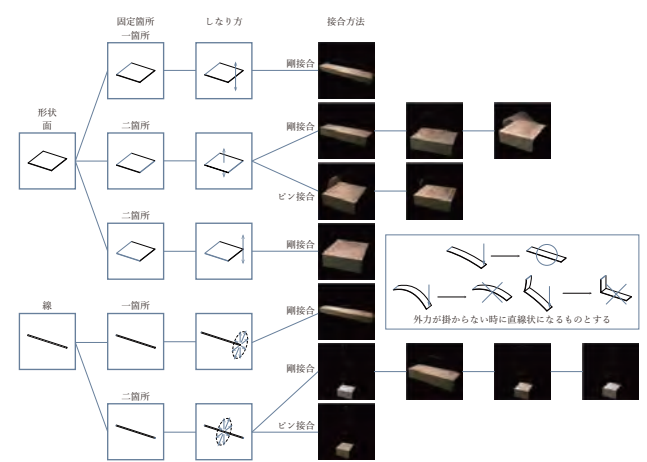 固定箇所
しなり方
接合方法
一箇所
剛接合
形状
面
二箇所
剛接合
ピン接合
二箇所
剛接合
線
一箇所
剛接合
外力が掛からない時に直線状になるものとする
二箇所
剛接合
ピン接合